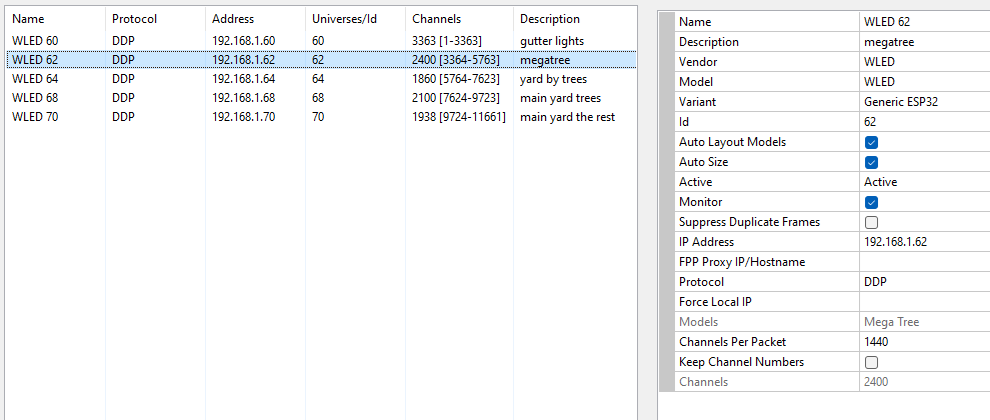 Name Protocol Address Universes/Id Channels Description
WLED 60 DDP 192.168.1.60 60 3363 [1-3363] gutter lights
WLED 62 DDP 192.168.1.62 62 2400 [3364-5763] megatree
WLED 64 DDP 192.168.1.64 64 1860 [5764-7623] yard by trees
WLED 68 DDP 192.168.1.68 68 2100 [7624-9723] main yard trees
WLED 70 DDP 192.168.1.70 70 1938 [9724-11661] main yard the rest
Name WLED 62
Description megatree
Vendor WLED
Model WLED
Variant Generic ESP32
Id 62
Auto Layout Models
Auto Size
Active Active
Monitor
Suppress Duplicate Frames
IP Address 192.168.1.62
FPP Proxy IP/Hostname
Protocol DDP
Force Local IP
Models Mega Tree
Channels Per Packet 1440
Keep Channel Numbers
Channels 2400